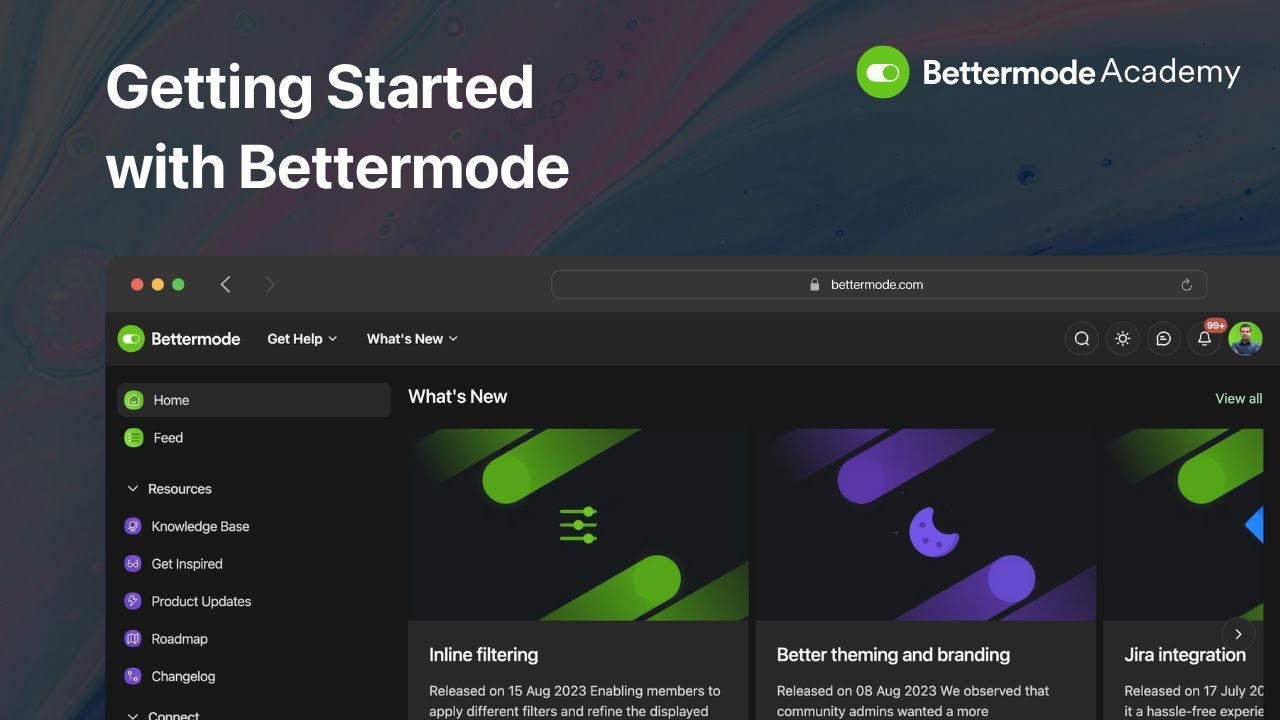 Getting Started
with Bettermode
Bettermode Academy
bettermode.com
Bettermode
Get Help
What's New
99+
Home
Feed
Resources
Knowledge Base
Get Inspired
Product Updates
Roadmap
Changelog
Connect
What's New
View all
Inline filtering
Released on 15 Aug 2023 Enabling members to
apply different filters and refine the displayed
Better theming and branding
Released on 08 Aug 2023 We observed that
community admins wanted a more
Jira integration
Released on 17 July 20
it a hassle-free experie